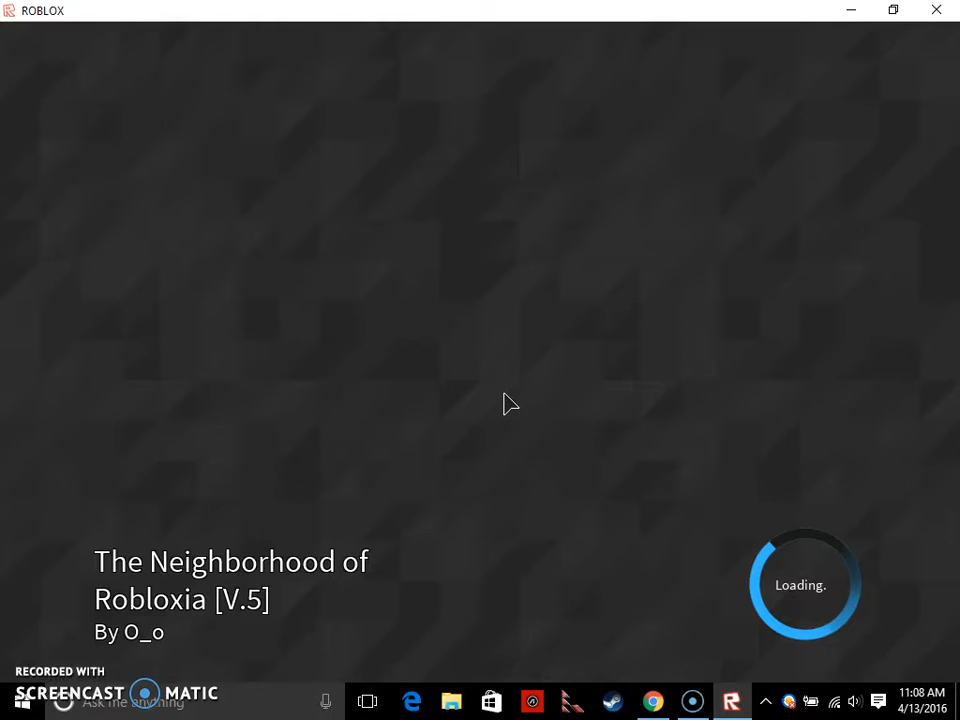 ROBLOX
The Neighborhood of
Robloxia [V.5]
By O_o
Loading.
RECORDED WITH
SCREENCAST MATIC
Ask me anything
11:08 AM
4/13/2016